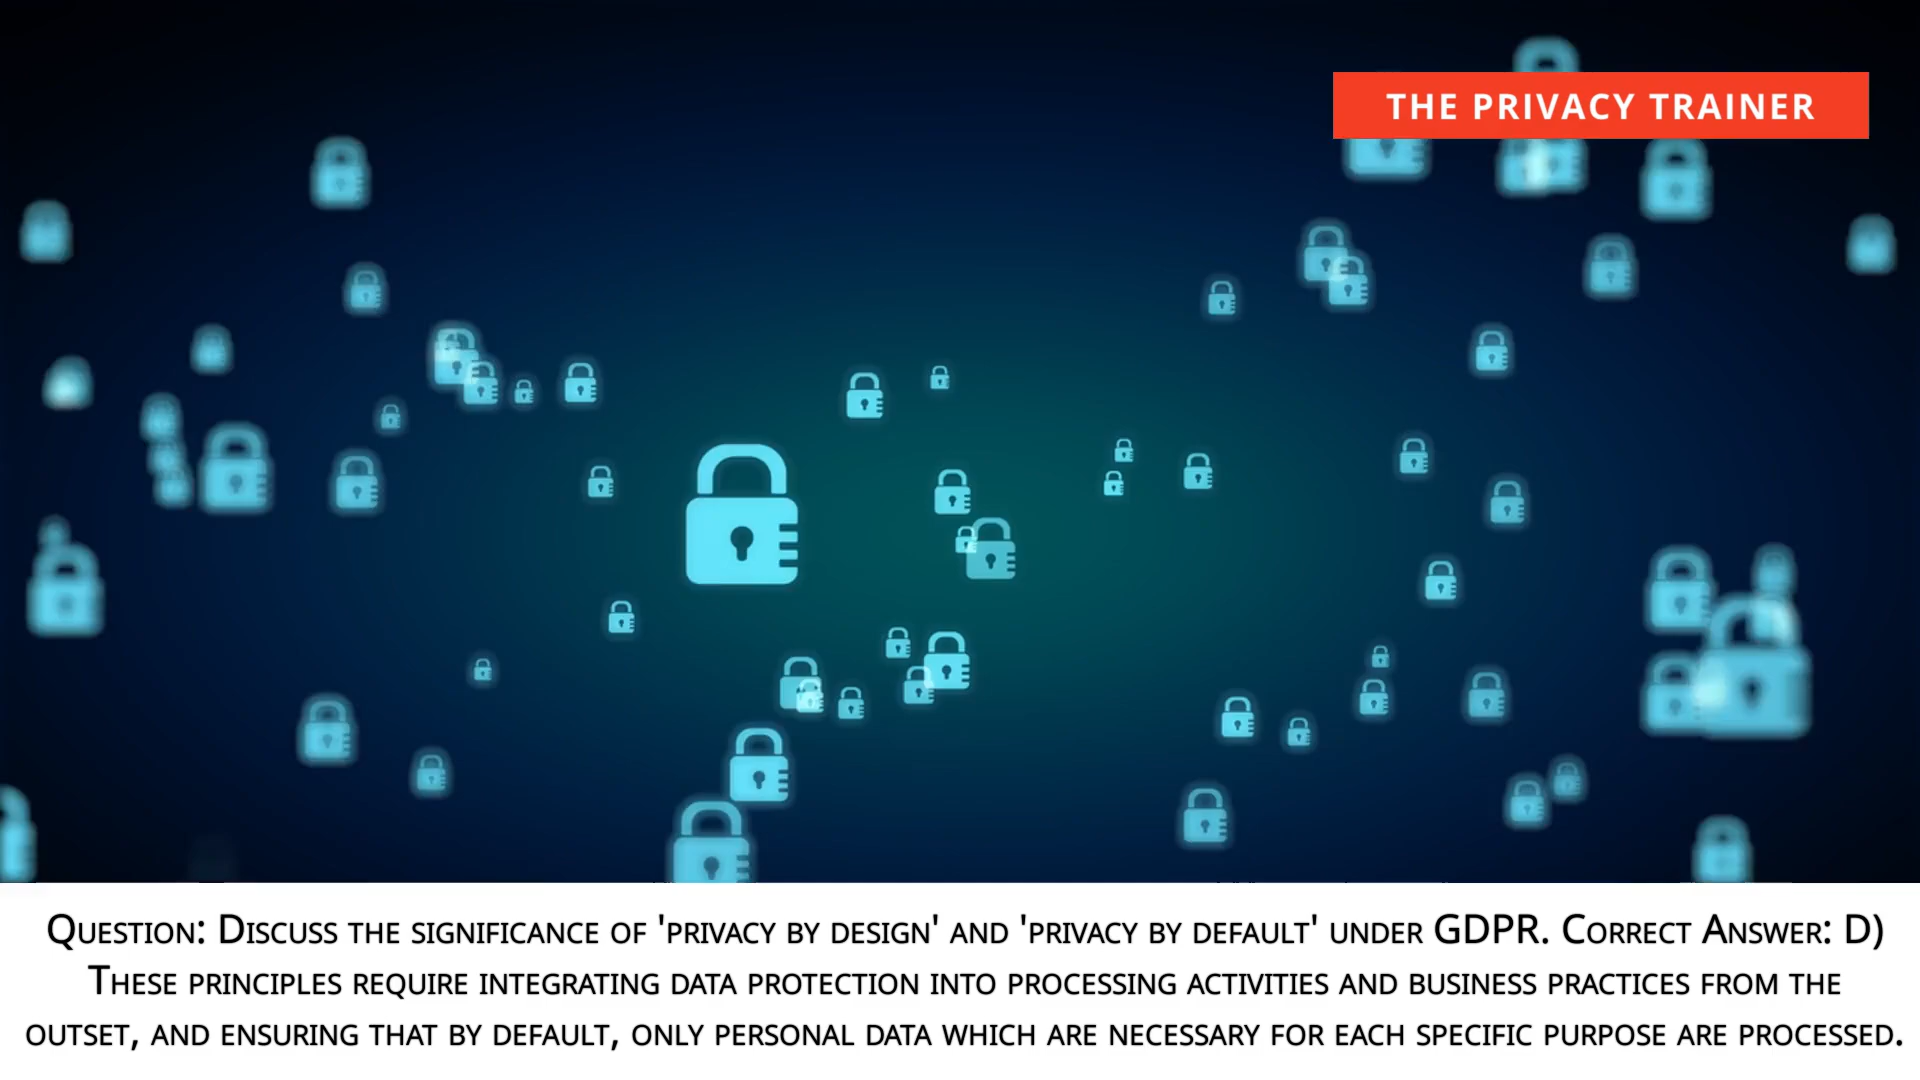 THE PRIVACY TRAINER
Question: Discuss the significance of 'privacy by design' and 'privacy by default' under GDPR. Correct Answer: D)
These principles require integrating data protection into processing activities and business practices from the
outset, and ensuring that by default, only personal data which are necessary for each specific purpose are processed.